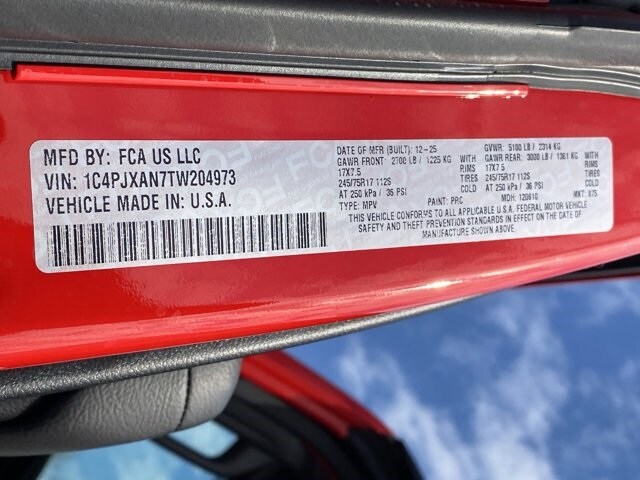 MFD BY: FCA US LLC
VIN: 1C4PJXAN7TW204973
VEHICLE MADE IN: U.S.A.
DATE OF MFR (BUILT): 12-25 GVWR: 5100 LB / 2314 KG
GAWR FRONT: 2700 LB / 1225 KG WITH GAWR REAR: 3000 LB / 1361 KG WITH
17X7.5 RIMS 17X7.5 RIMS
245/75R17 112S TIRES 245/75R17 112S TIRES
AT 250 kPa / 36 PSI AT 250 kPa / 36 PSI
TYPE: MPV PAINT: PRC MDH: 120610 MKT: 875
THIS VEHICLE CONFORMS TO ALL APPLICABLE U.S.A. FEDERAL MOTOR VEHICLE
SAFETY AND THEFT PREVENTION STANDARDS IN EFFECT ON THE DATE OF
MANUFACTURE SHOWN ABOVE.